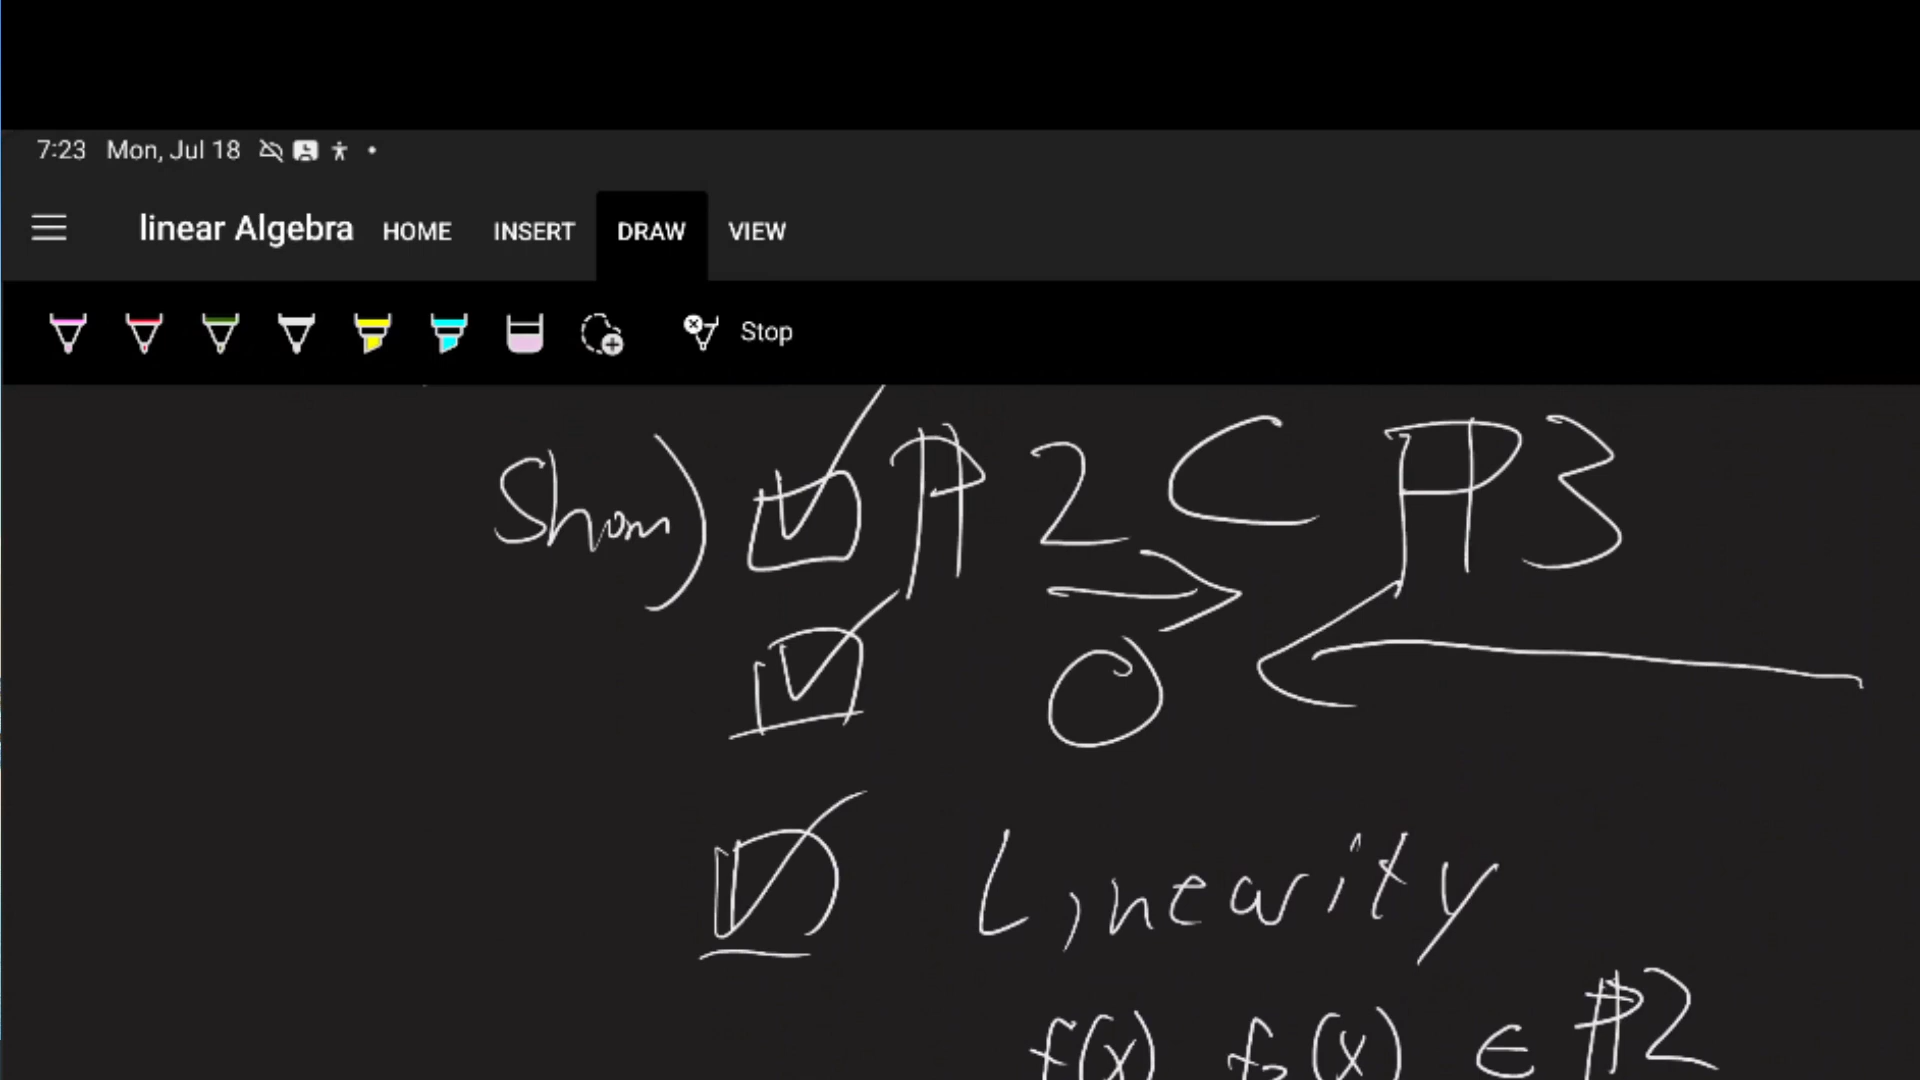 7:23 Mon, Jul 18
linear Algebra HOME INSERT DRAW VIEW
Stop
Show) ℙ2 ⊂ ℙ3
0
Linearity
f(x) f₂(x) ∈ ℙ2